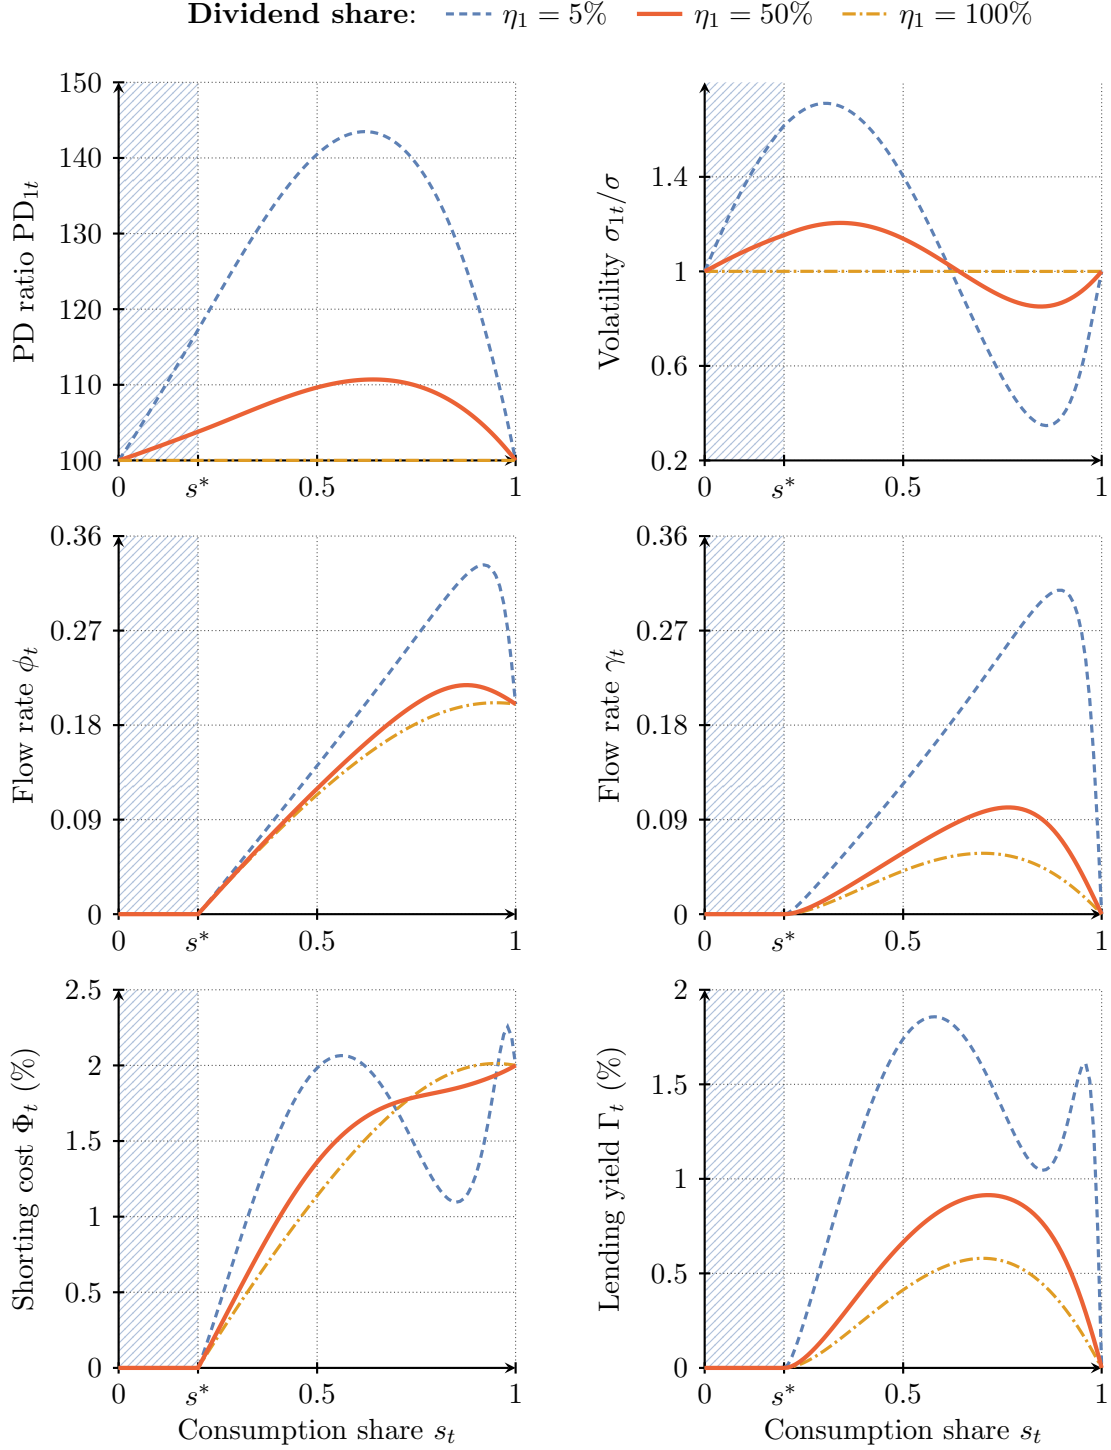 Dividend share: η₁ = 5% η₁ = 50% η₁ = 100%
PD ratio PD₁ₜ
150
140
130
120
110
100
0 s* 0.5 1
Volatility σ₁ₜ/σ
1.4
1
0.6
0.2
0 s* 0.5 1
Flow rate ϕₜ
0.36
0.27
0.18
0.09
0
0 s* 0.5 1
Flow rate γₜ
0.36
0.27
0.18
0.09
0
0 s* 0.5 1
Shorting cost Φₜ (%)
2.5
2
1.5
1
0.5
0
0 s* 0.5 1
Consumption share sₜ
Lending yield Γₜ (%)
2
1.5
1
0.5
0
0 s* 0.5 1
Consumption share sₜ